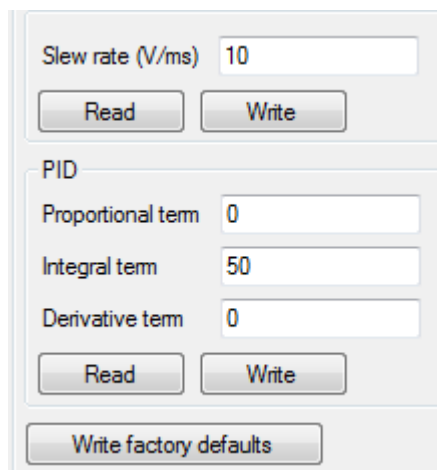 Slew rate (V/ms) 10
Read Write
PID
Proportional term 0
Integral term 50
Derivative term 0
Read Write
Write factory defaults